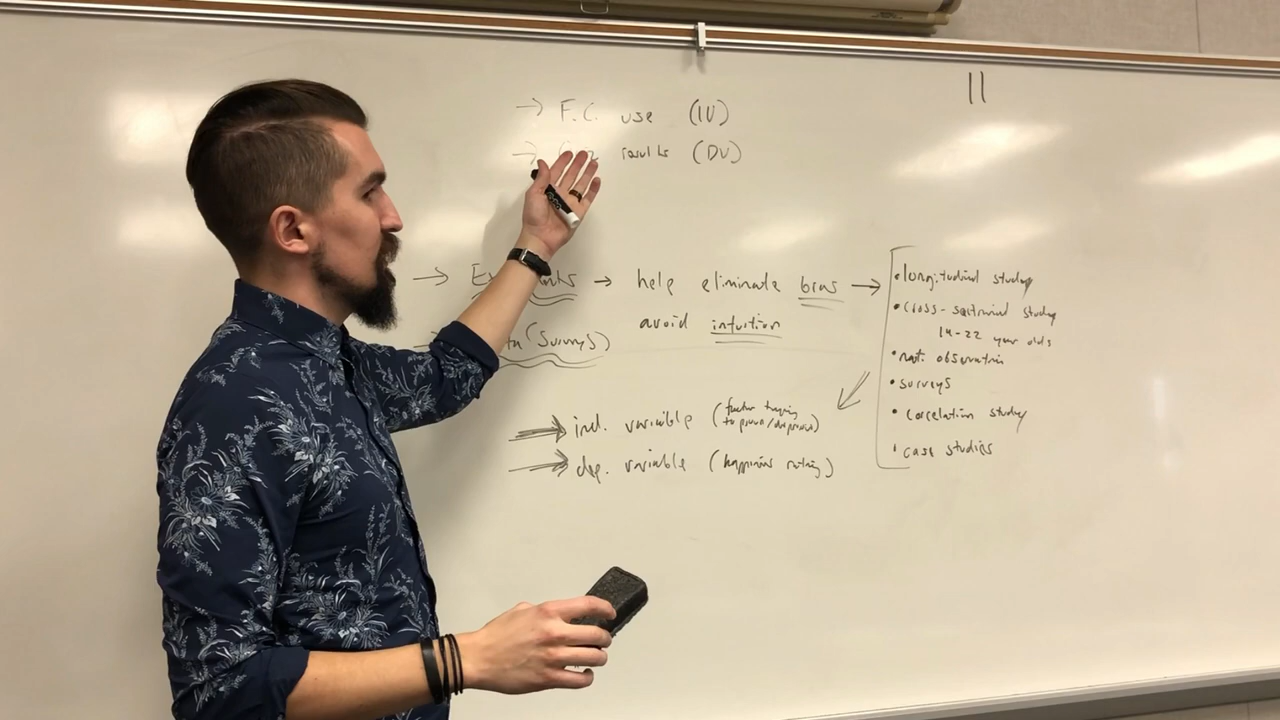 ||
→ F.C. use (IV)
→ results (DV)
→ → help eliminate bias →
avoid intuition
(Surveys)
• longitudinal study
• cross-sectional study
14-22 year olds
• nat. observation
• surveys
• correlation study
• case studies
→ ind. variable (factor trying
to prove/disprove)
→ dep. variable (happiness rating)